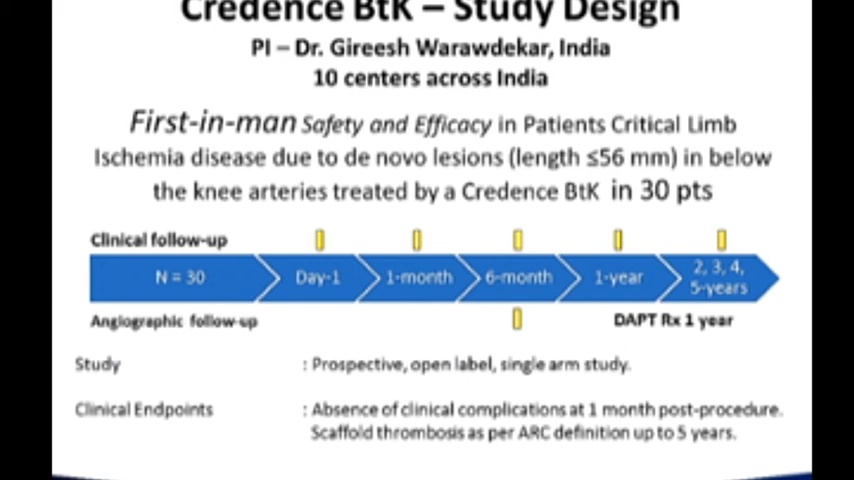 Credence BtK – Study Design
PI – Dr. Gireesh Warawdekar, India
10 centers across India
First-in-man Safety and Efficacy in Patients Critical Limb
Ischemia disease due to de novo lesions (length ≤56 mm) in below
the knee arteries treated by a Credence BtK in 30 pts
Clinical follow-up
N = 30
Day-1
1-month
6-month
1-year
2, 3, 4,
5-years
Angiographic follow-up
DAPT Rx 1 year
Study : Prospective, open label, single arm study.
Clinical Endpoints : Absence of clinical complications at 1 month post-procedure.
Scaffold thrombosis as per ARC definition up to 5 years.